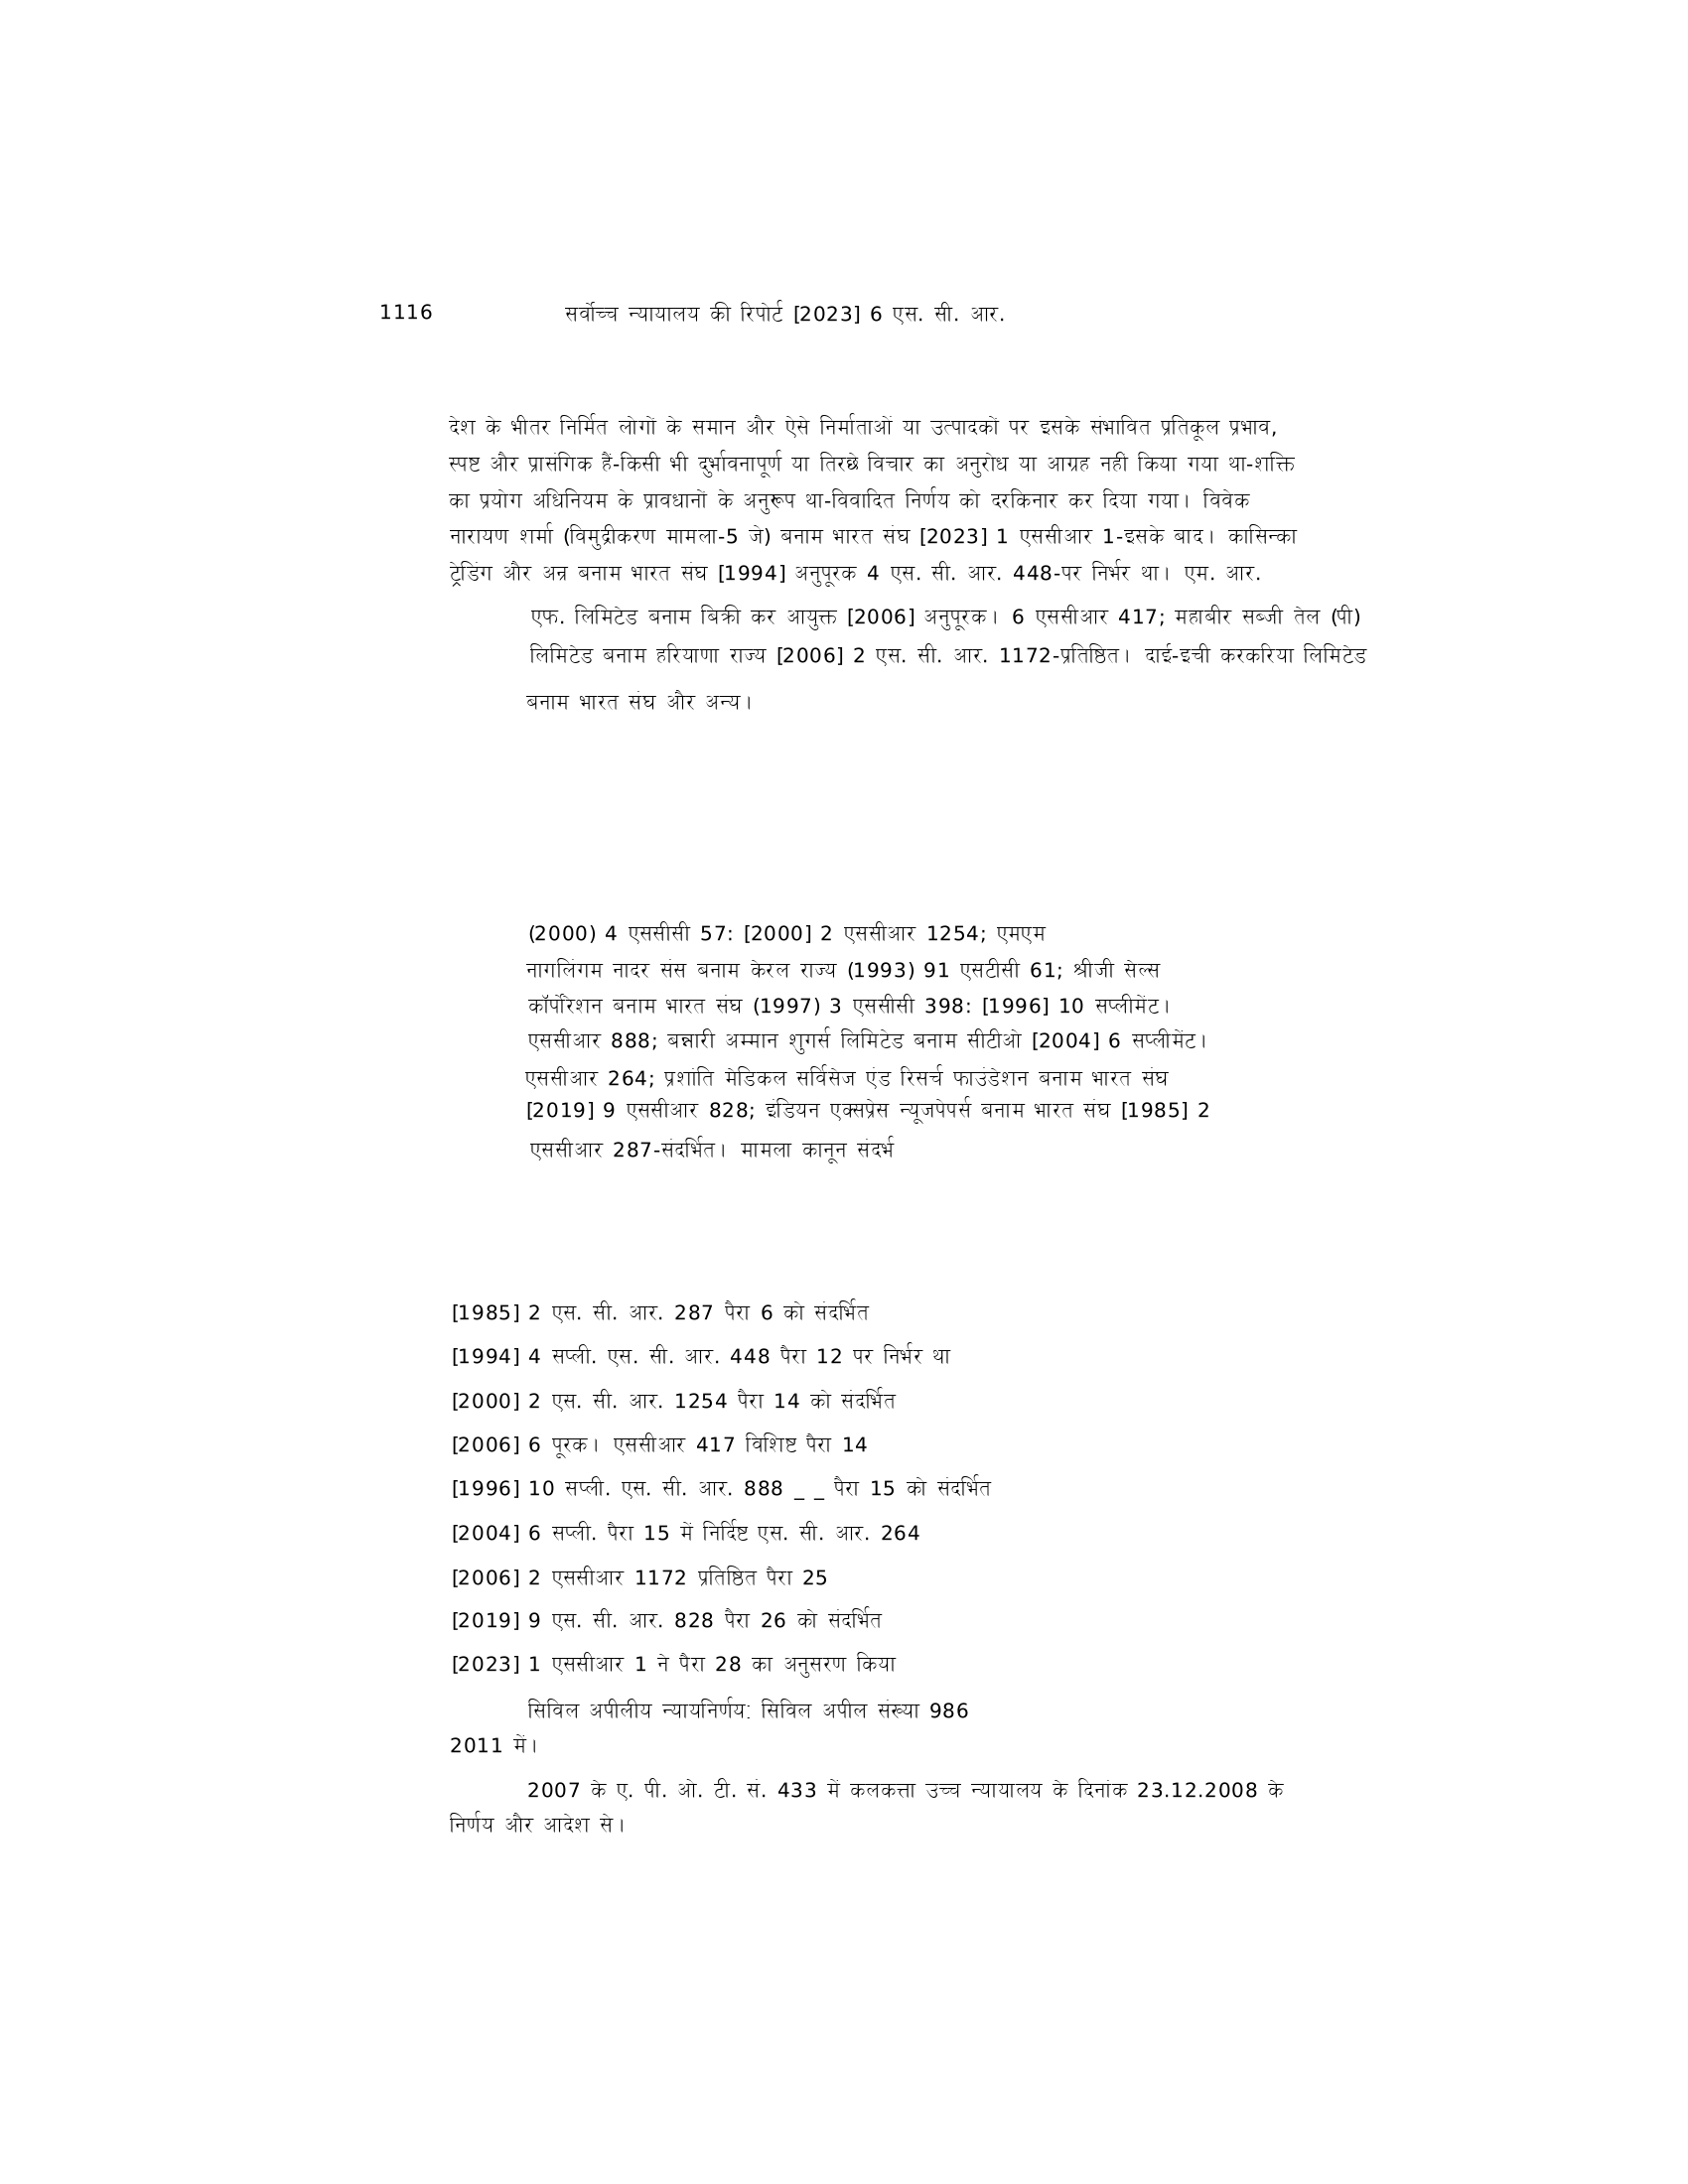 1116 सर्वोच्च न्यायालय की रिपोर्ट [2023] 6 एस. सी. आर.
देश के भीतर निर्मित लोगों के समान और ऐसे निर्माताओं या उत्पादकों पर इसके संभावित प्रतिकूल प्रभाव,
स्पष्ट और प्रासंगिक हैं-किसी भी दुर्भावनापूर्ण या तिरछे विचार का अनुरोध या आग्रह नहीं किया गया था-शक्ति
का प्रयोग अधिनियम के प्रावधानों के अनुरूप था-विवादित निर्णय को दरकिनार कर दिया गया। विवेक
नारायण शर्मा (विमुद्रीकरण मामला-5 जे) बनाम भारत संघ [2023] 1 एससीआर 1-इसके बाद। कासिन्का
ट्रेडिंग और अन्र बनाम भारत संघ [1994] अनुपूरक 4 एस. सी. आर. 448-पर निर्भर था। एम. आर.
एफ. लिमिटेड बनाम बिक्री कर आयुक्त [2006] अनुपूरक। 6 एससीआर 417; महाबीर सब्जी तेल (पी)
लिमिटेड बनाम हरियाणा राज्य [2006] 2 एस. सी. आर. 1172-प्रतिष्ठित। दाई-इची करकरिया लिमिटेड
बनाम भारत संघ और अन्य।
(2000) 4 एससीसी 57: [2000] 2 एससीआर 1254; एमएम
नागलिंगम नादर संस बनाम केरल राज्य (1993) 91 एसटीसी 61; श्रीजी सेल्स
कॉर्पोरेशन बनाम भारत संघ (1997) 3 एससीसी 398: [1996] 10 सप्लीमेंट।
एससीआर 888; बन्नारी अम्मान शुगर्स लिमिटेड बनाम सीटीओ [2004] 6 सप्लीमेंट।
एससीआर 264; प्रशांति मेडिकल सर्विसेज एंड रिसर्च फाउंडेशन बनाम भारत संघ
[2019] 9 एससीआर 828; इंडियन एक्सप्रेस न्यूजपेपर्स बनाम भारत संघ [1985] 2
एससीआर 287-संदर्भित। मामला कानून संदर्भ
[1985] 2 एस. सी. आर. 287 पैरा 6 को संदर्भित
[1994] 4 सप्ली. एस. सी. आर. 448 पैरा 12 पर निर्भर था
[2000] 2 एस. सी. आर. 1254 पैरा 14 को संदर्भित
[2006] 6 पूरक। एससीआर 417 विशिष्ट पैरा 14
[1996] 10 सप्ली. एस. सी. आर. 888 _ _ पैरा 15 को संदर्भित
[2004] 6 सप्ली. पैरा 15 में निर्दिष्ट एस. सी. आर. 264
[2006] 2 एससीआर 1172 प्रतिष्ठित पैरा 25
[2019] 9 एस. सी. आर. 828 पैरा 26 को संदर्भित
[2023] 1 एससीआर 1 ने पैरा 28 का अनुसरण किया
सिविल अपीलीय न्यायनिर्णय: सिविल अपील संख्या 986
2011 में।
2007 के ए. पी. ओ. टी. सं. 433 में कलकत्ता उच्च न्यायालय के दिनांक 23.12.2008 के
निर्णय और आदेश से।